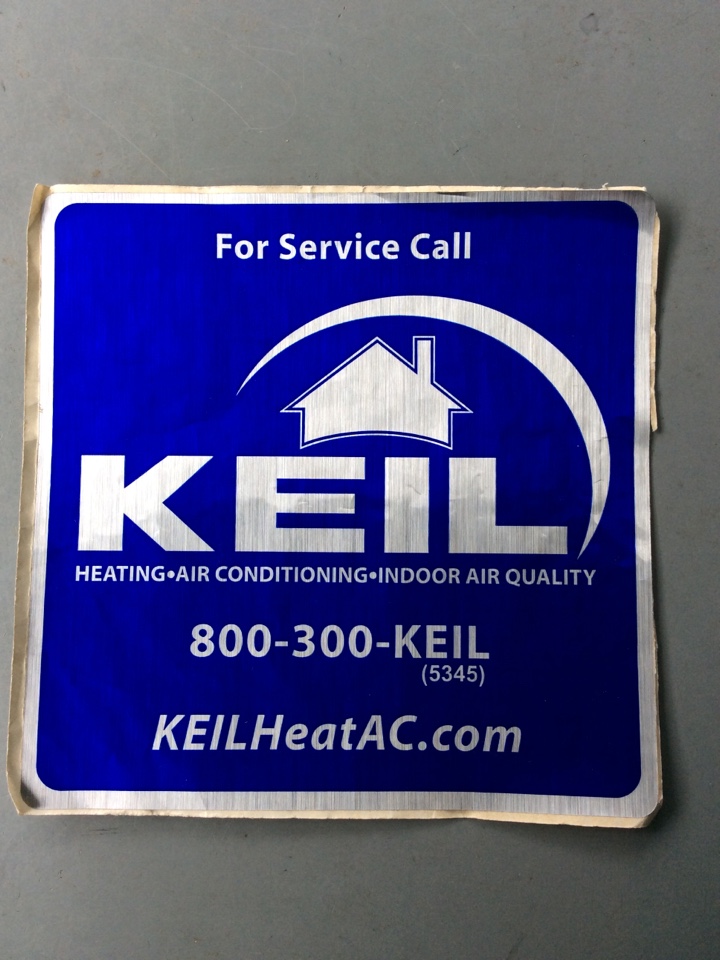 For Service Call
KEIL
HEATING•AIR CONDITIONING•INDOOR AIR QUALITY
800-300-KEIL
(5345)
KEILHeatAC.com